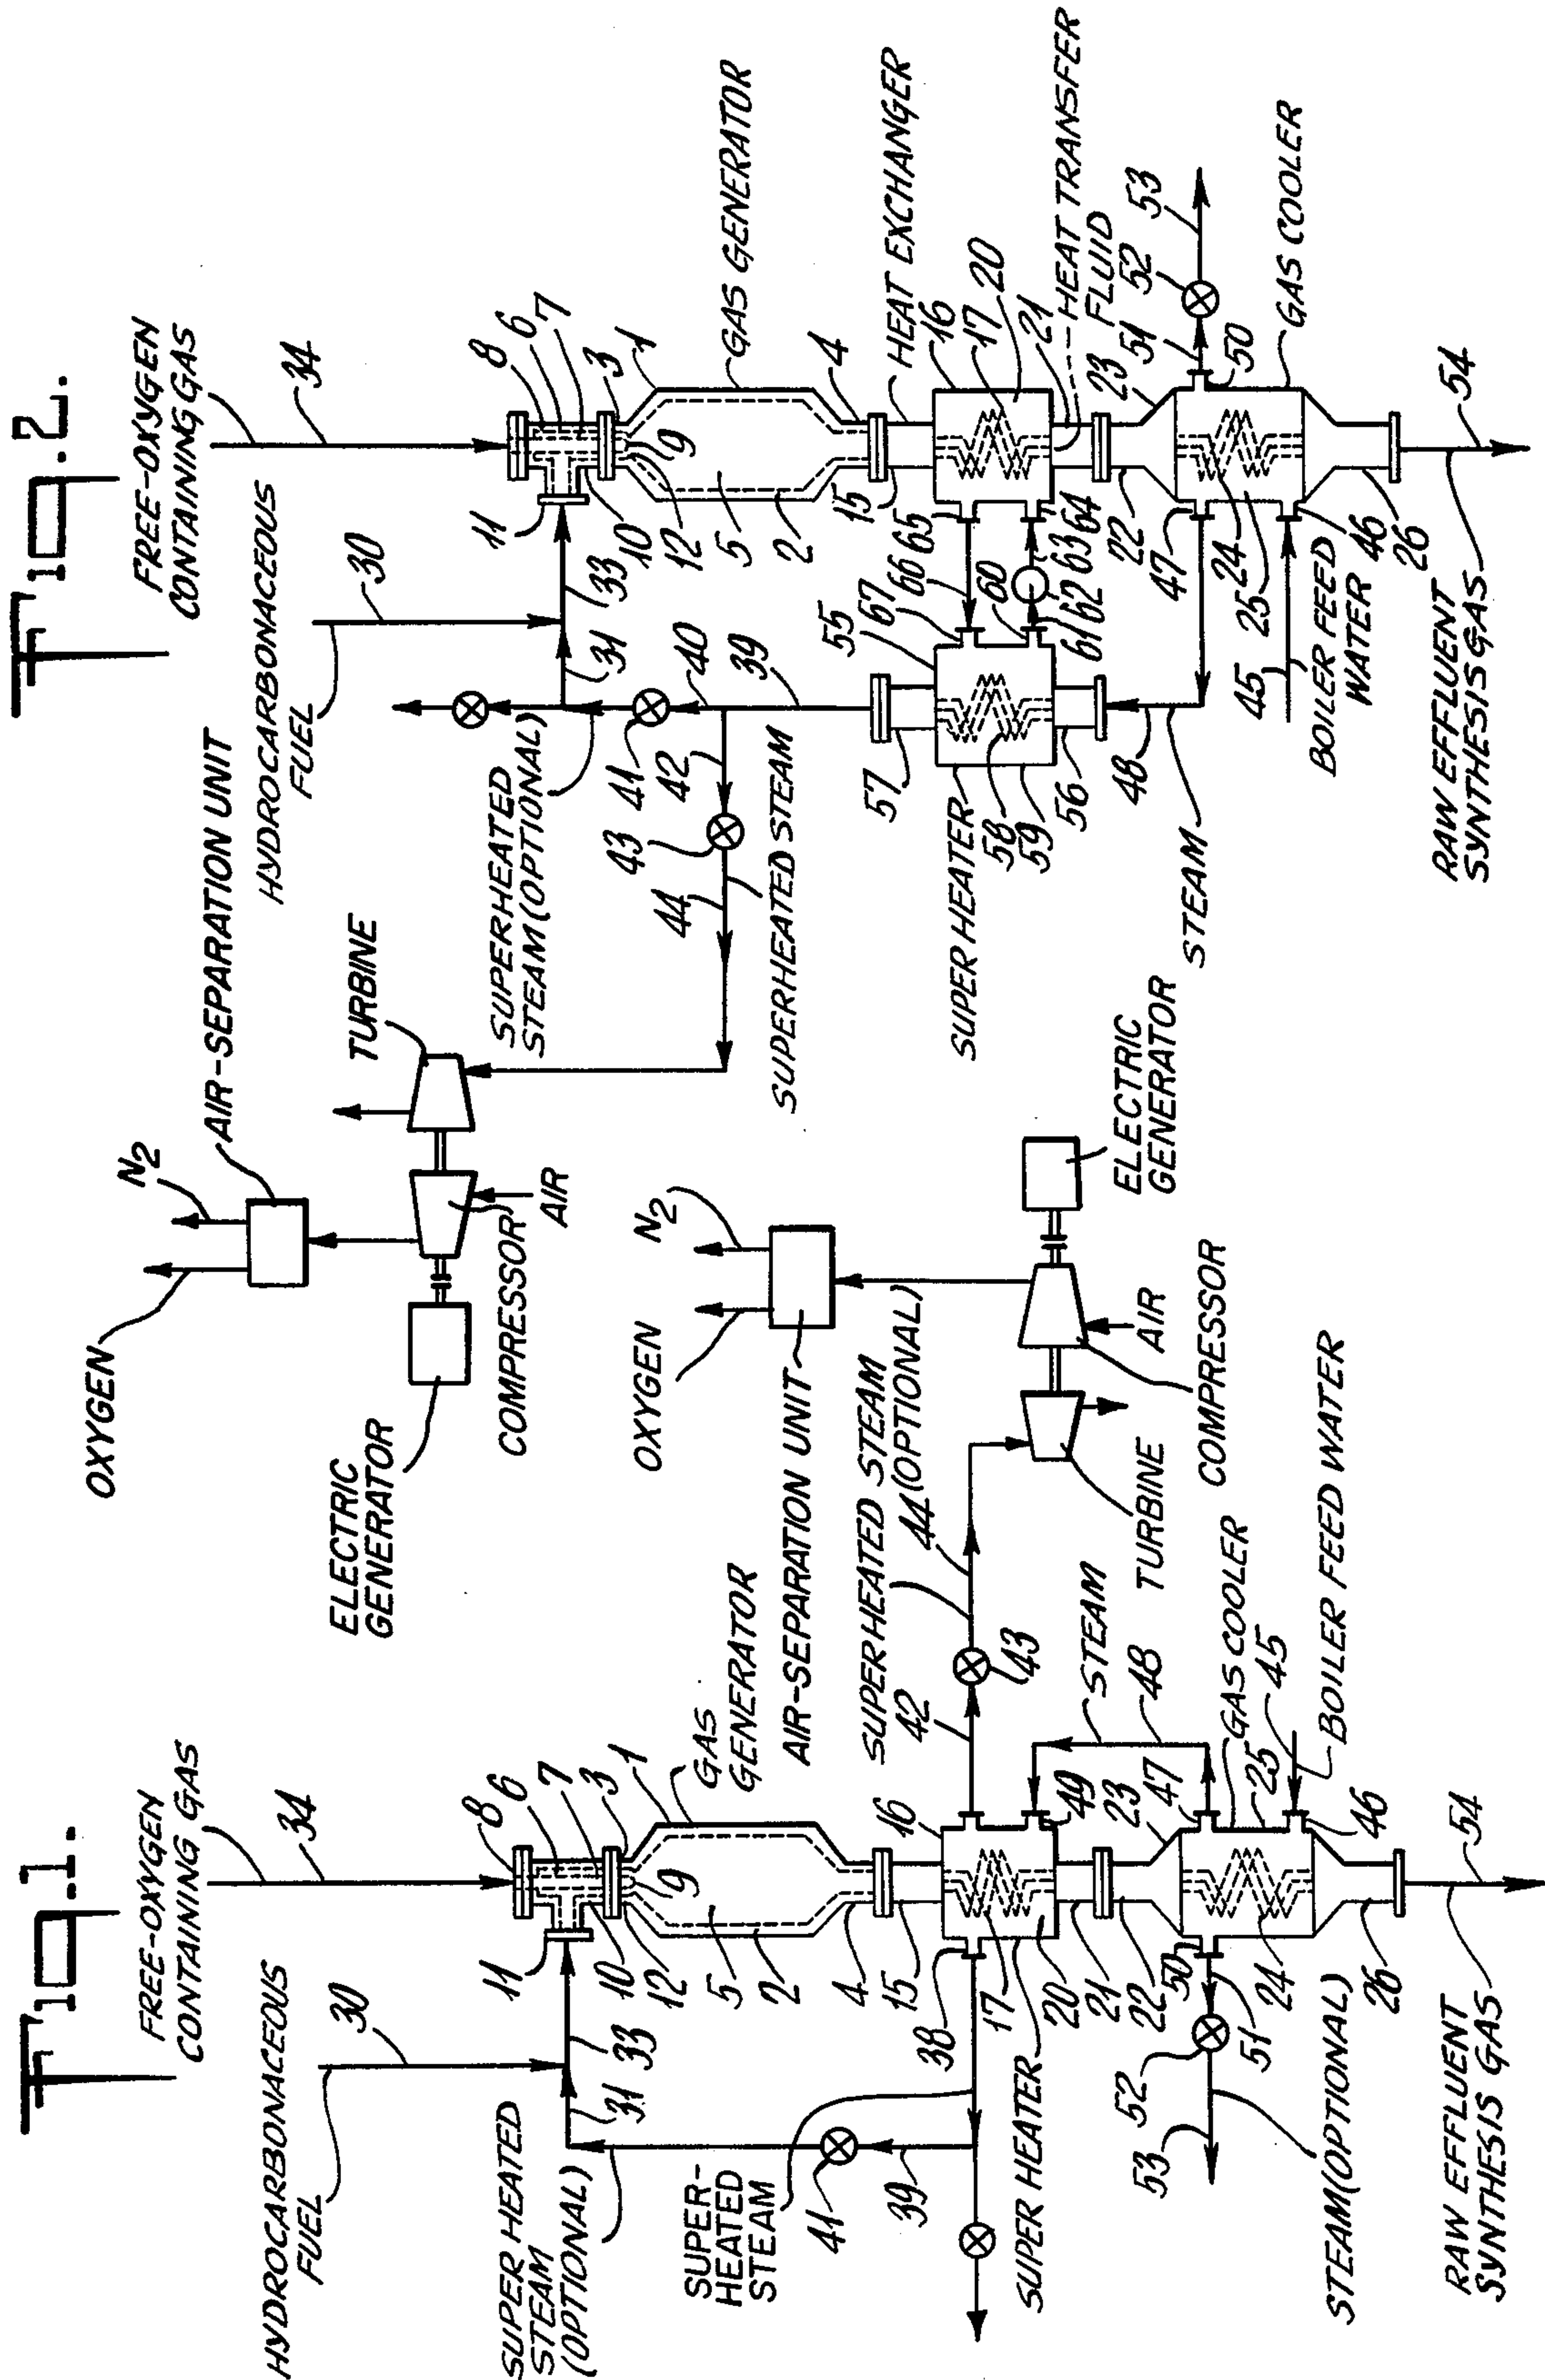 Fig. 1.
FREE-OXYGEN
CONTAINING GAS
34
HYDROCARBONACEOUS
FUEL
30
8
6
7
3
1
GAS
GENERATOR
11
33
31
10
12
9
5
2
4
SUPER HEATED
STEAM
(OPTIONAL)
41
39
SUPER-
HEATED
STEAM
38
15
16
17
20
21
22
23
SUPER HEATER
42
43
SUPERHEATED STEAM
44 (OPTIONAL)
49
STEAM
48
47
GAS COOLER
25
45
BOILER FEED WATER
46
50
51
52
53
STEAM (OPTIONAL)
24
26
54
RAW EFFLUENT
SYNTHESIS GAS
TURBINE
COMPRESSOR
AIR
ELECTRIC
GENERATOR
AIR-SEPARATION UNIT
OXYGEN
N2
Fig. 2.
FREE-OXYGEN
CONTAINING GAS
34
HYDROCARBONACEOUS
FUEL
30
8
6
7
3
1
GAS GENERATOR
11
33
31
10
12
9
5
2
4
OXYGEN
N2
AIR-SEPARATION UNIT
TURBINE
COMPRESSOR
AIR
ELECTRIC
GENERATOR
SUPERHEATED
STEAM (OPTIONAL)
41
40
39
42
43
44
SUPERHEATED STEAM
HEAT EXCHANGER
15
16
17
20
21
HEAT TRANSFER
FLUID
65
66
67
55
60
61
62
63
64
57
58
59
56
SUPER HEATER
48
STEAM
47
22
23
24
25
50
51
52
53
GAS COOLER
45
BOILER FEED
WATER
46
26
54
RAW EFFLUENT
SYNTHESIS GAS